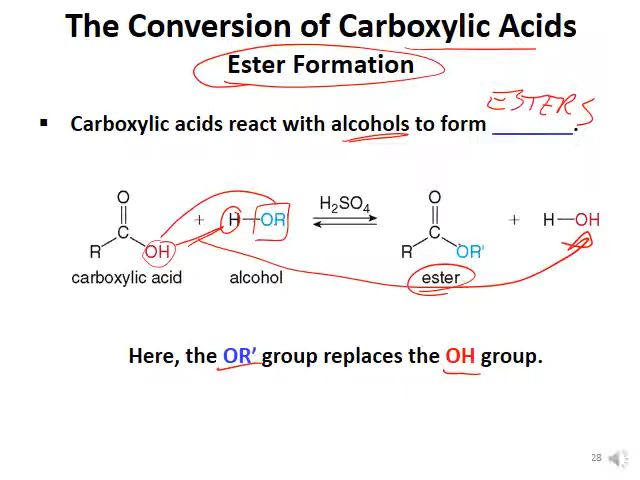 The Conversion of Carboxylic Acids
Ester Formation
ESTERS
▪ Carboxylic acids react with alcohols to form ________.
O
C
R
OH
+
H—OR'
H₂SO₄
O
C
R
OR'
+
H—OH
carboxylic acid
alcohol
ester
Here, the OR' group replaces the OH group.
28